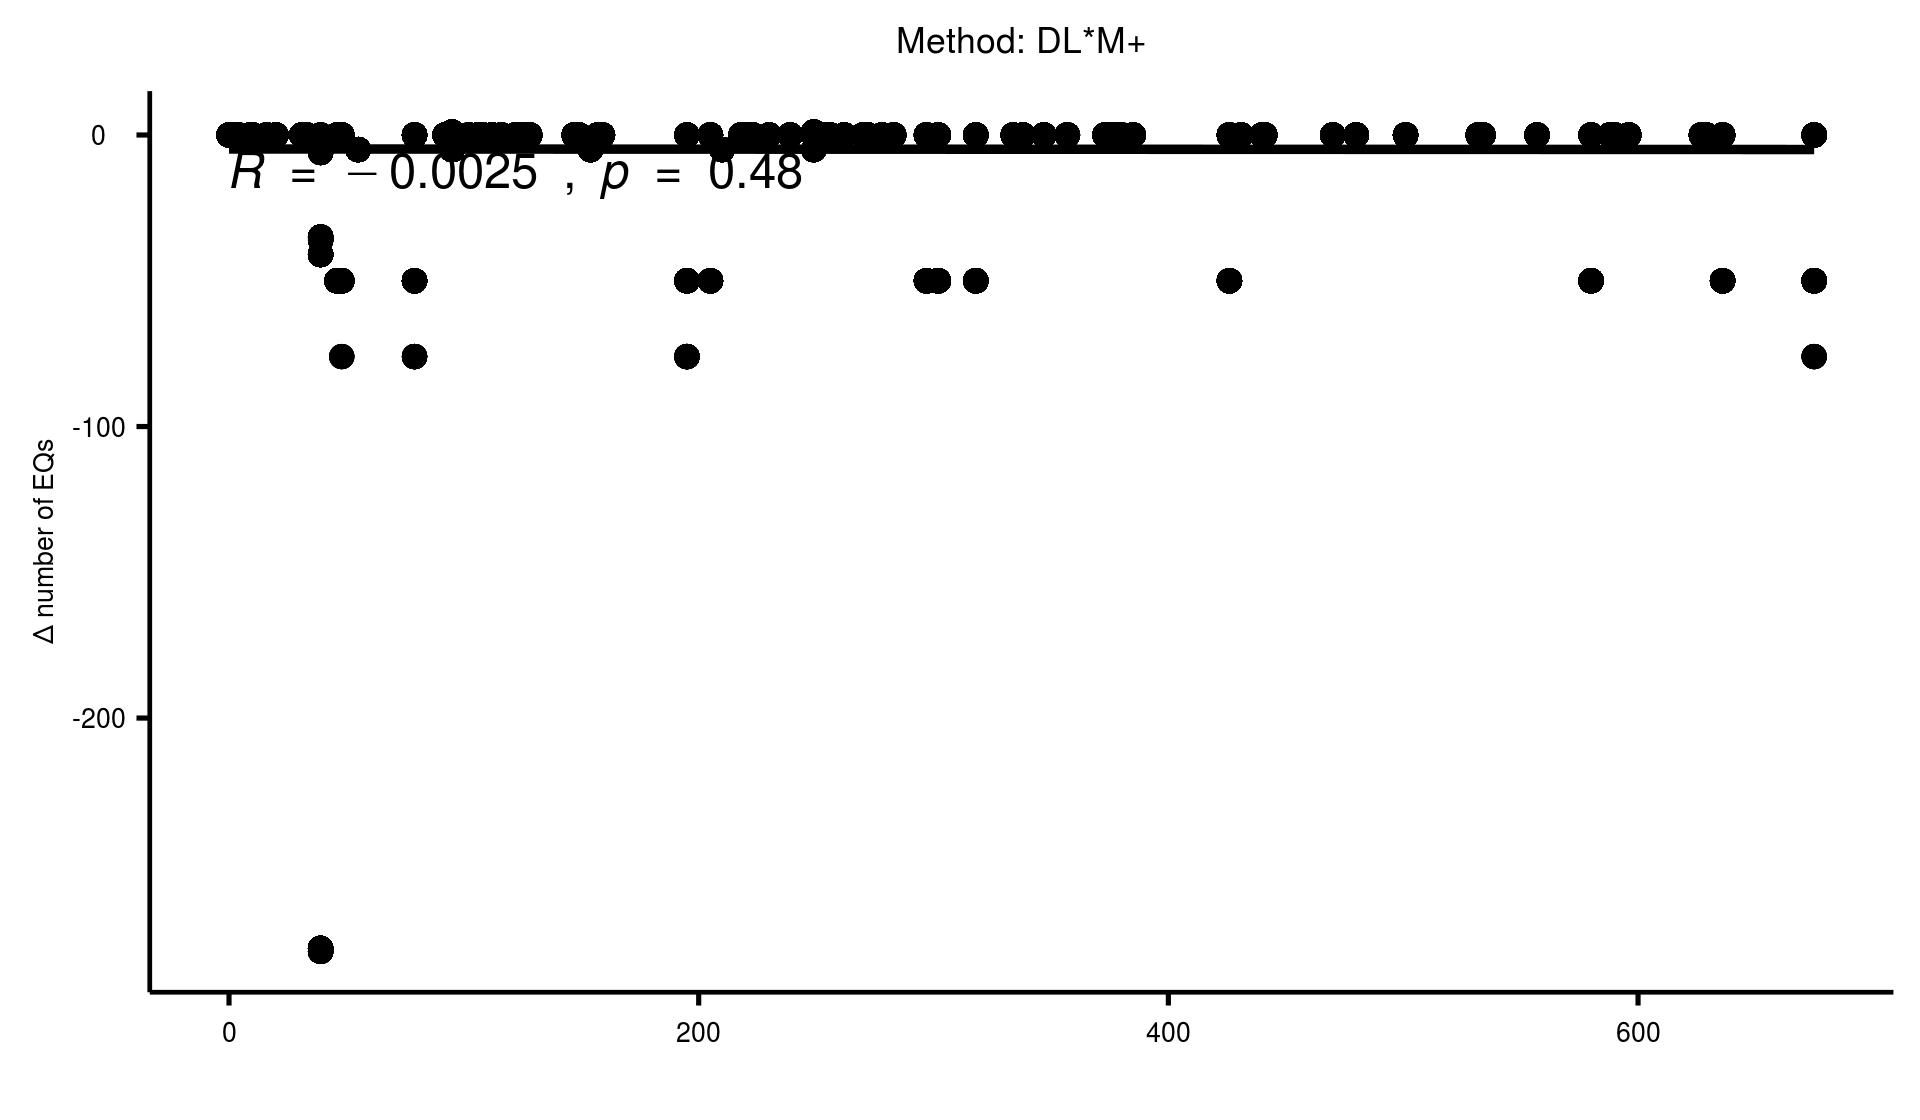 Method: DL*M+
0
R = −0.0025 , p = 0.48
-100
Δ number of EQs
-200
0 200 400 600